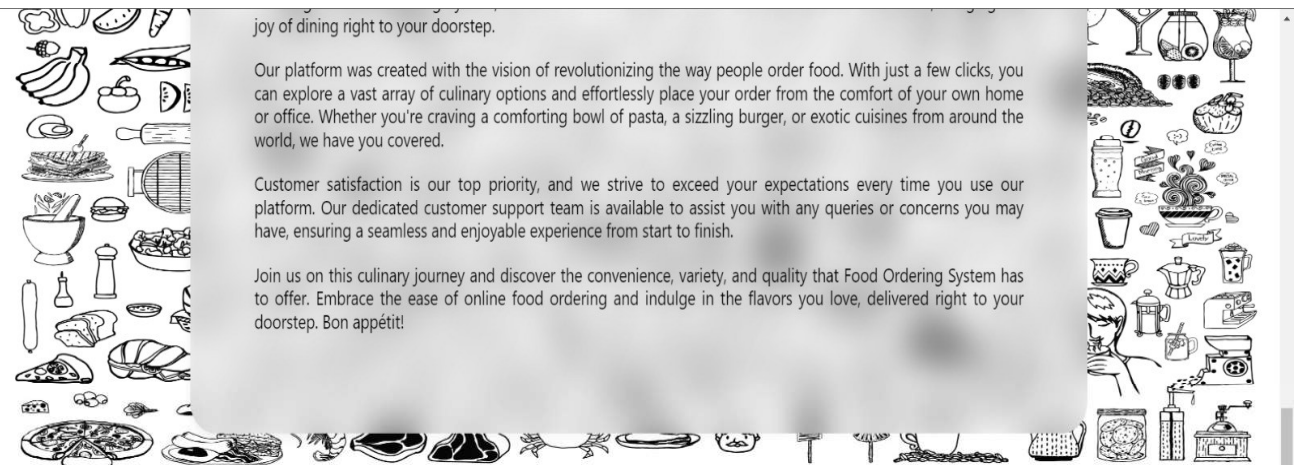 joy of dining right to your doorstep.
Our platform was created with the vision of revolutionizing the way people order food. With just a few clicks, you
can explore a vast array of culinary options and effortlessly place your order from the comfort of your own home
or office. Whether you're craving a comforting bowl of pasta, a sizzling burger, or exotic cuisines from around the
world, we have you covered.
Customer satisfaction is our top priority, and we strive to exceed your expectations every time you use our
platform. Our dedicated customer support team is available to assist you with any queries or concerns you may
have, ensuring a seamless and enjoyable experience from start to finish.
Join us on this culinary journey and discover the convenience, variety, and quality that Food Ordering System has
to offer. Embrace the ease of online food ordering and indulge in the flavors you love, delivered right to your
doorstep. Bon appétit!
Lovely